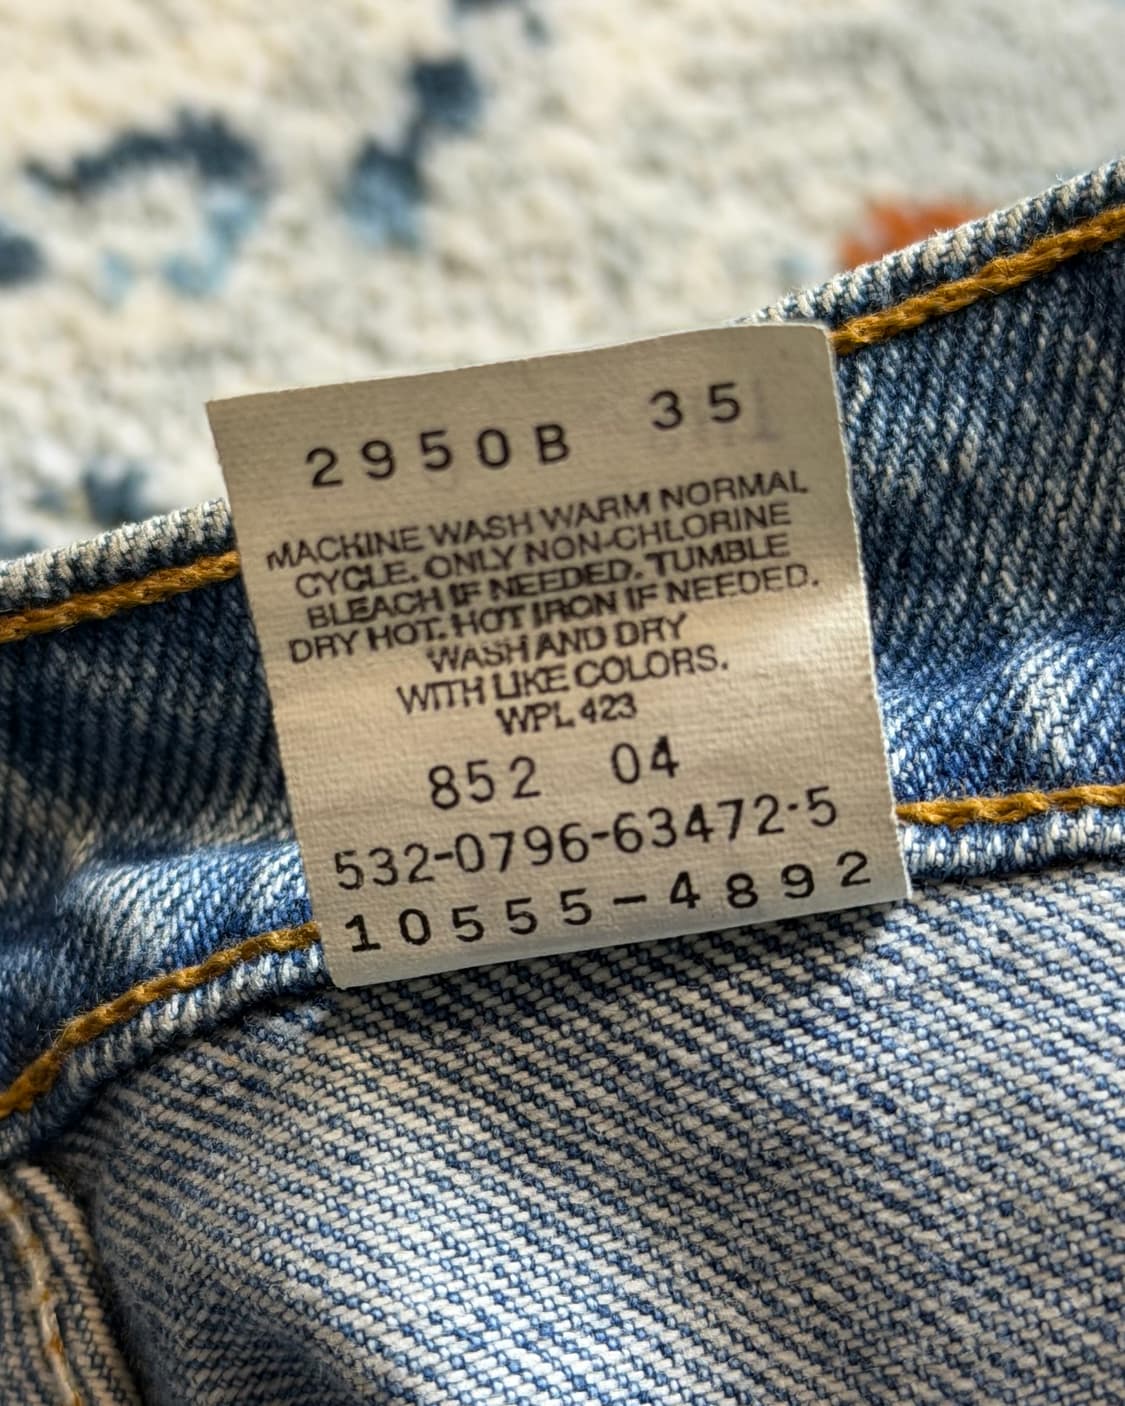 2950B 35
MACHINE WASH WARM NORMAL
CYCLE. ONLY NON-CHLORINE
BLEACH IF NEEDED. TUMBLE
DRY HOT. HOT IRON IF NEEDED.
WASH AND DRY
WITH LIKE COLORS.
WPL 423
852 04
532-0796-63472-5
10555-4892